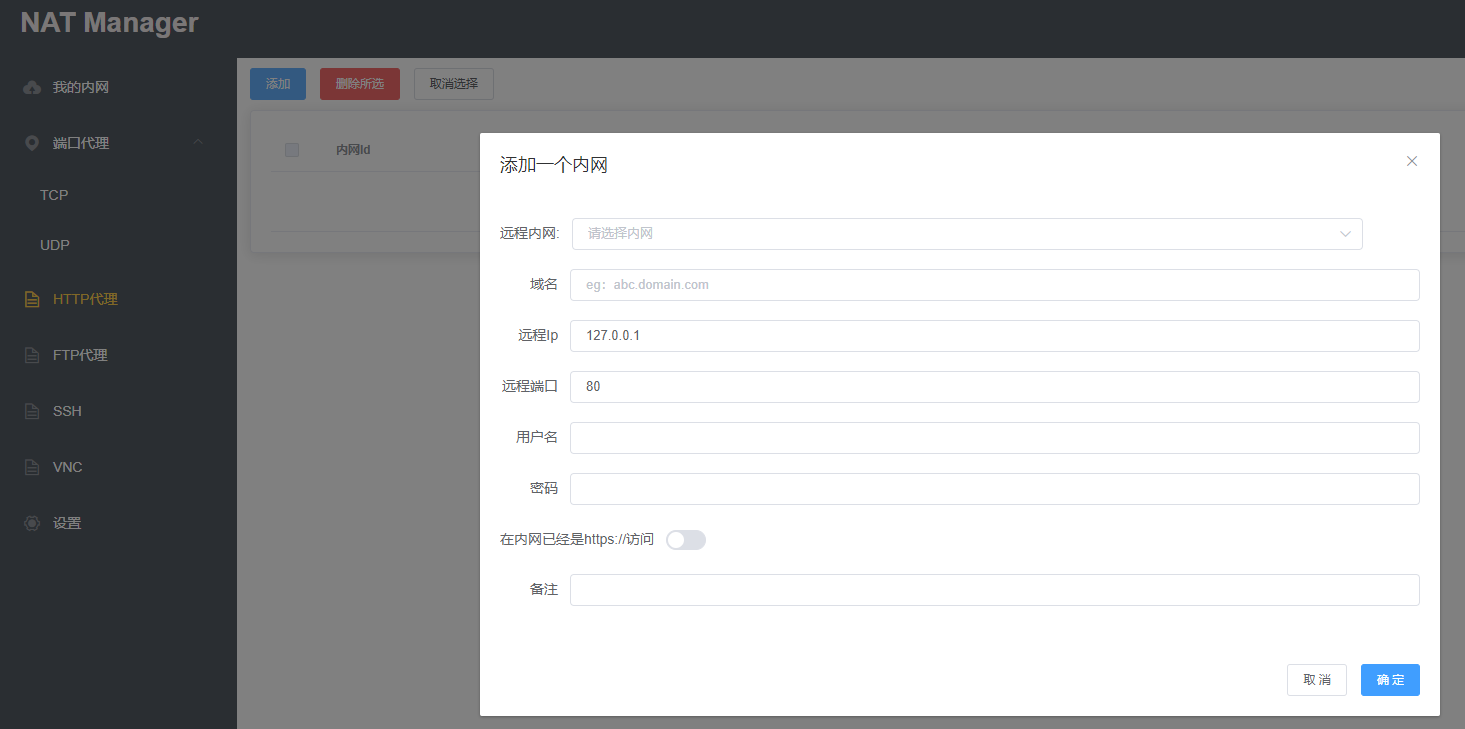 NAT Manager
我的内网
端口代理
TCP
UDP
HTTP代理
FTP代理
SSH
VNC
设置
添加
删除所选
取消选择
内网Id
添加一个内网
远程内网:
请选择内网
域名
eg：abc.domain.com
远程Ip
127.0.0.1
远程端口
80
用户名
密码
在内网已经是https://访问
备注
取 消
确 定